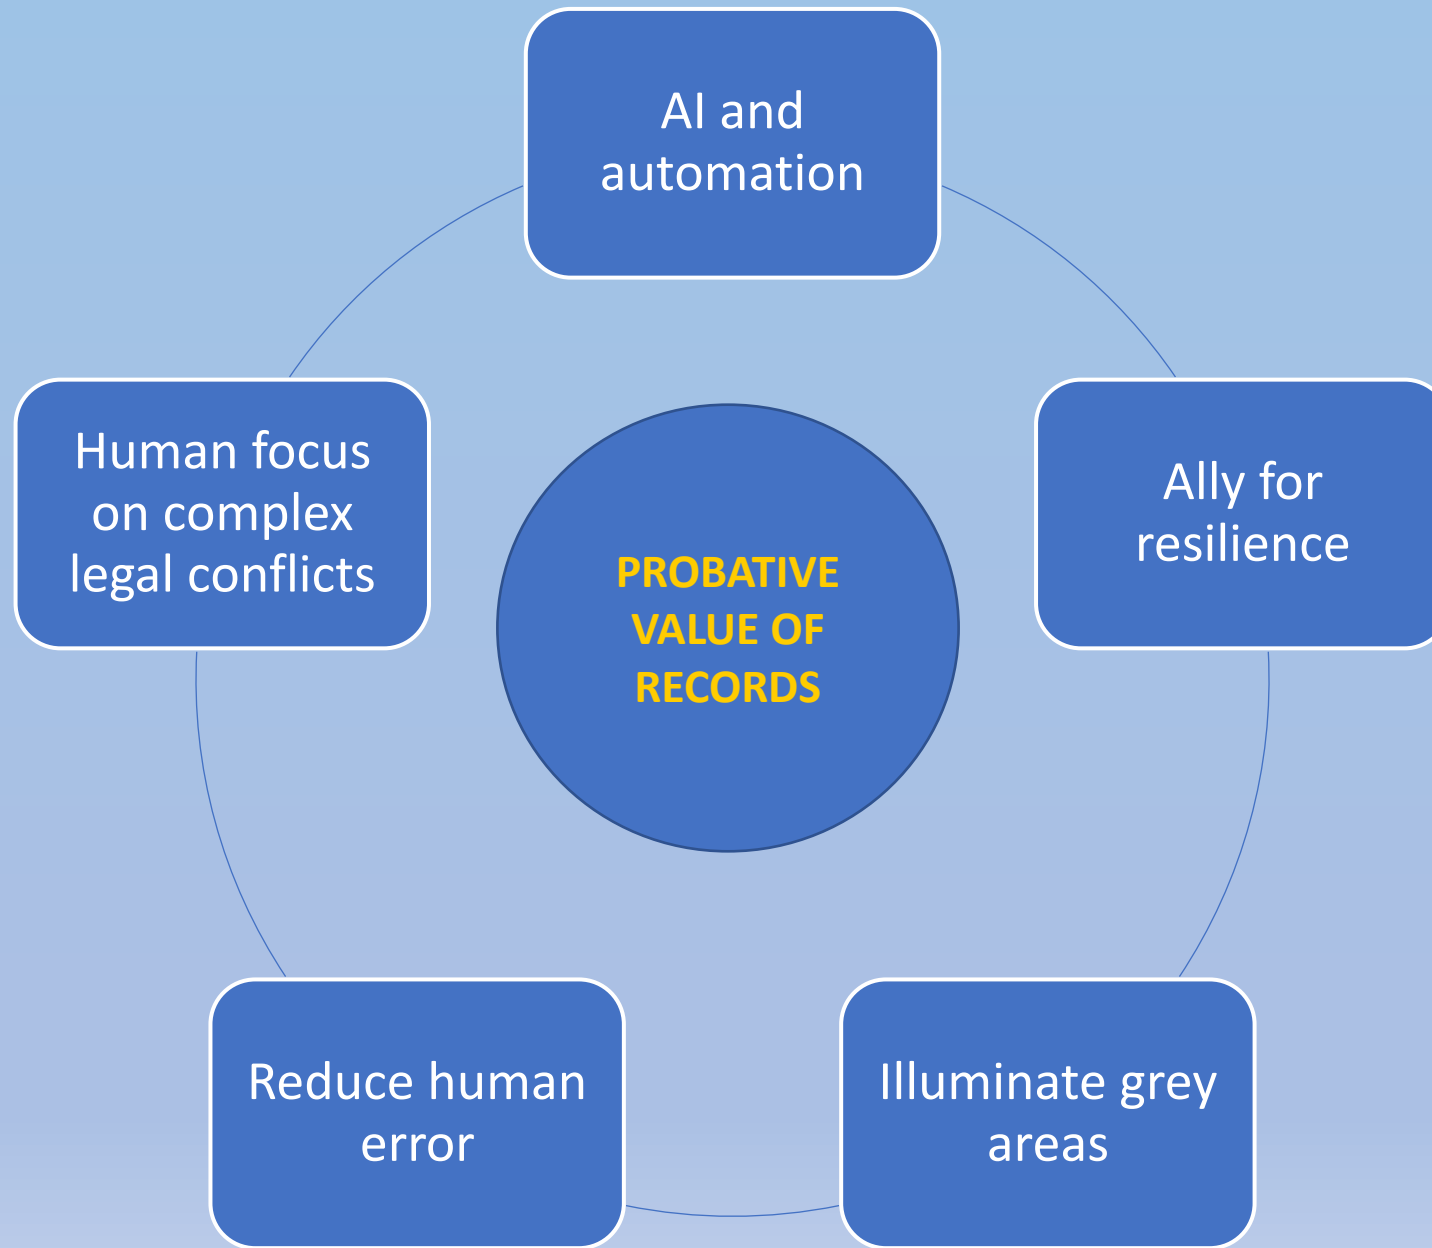 AI and
automation
Human focus
on complex
legal conflicts
Ally for
resilience
PROBATIVE
VALUE OF
RECORDS
Reduce human
error
Illuminate grey
areas